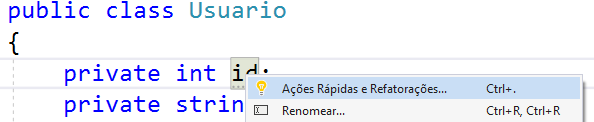 public class Usuario
{
private int id;
Ações Rápidas e Refatorações... Ctrl+.
private strin
Renomear... Ctrl+R, Ctrl+R